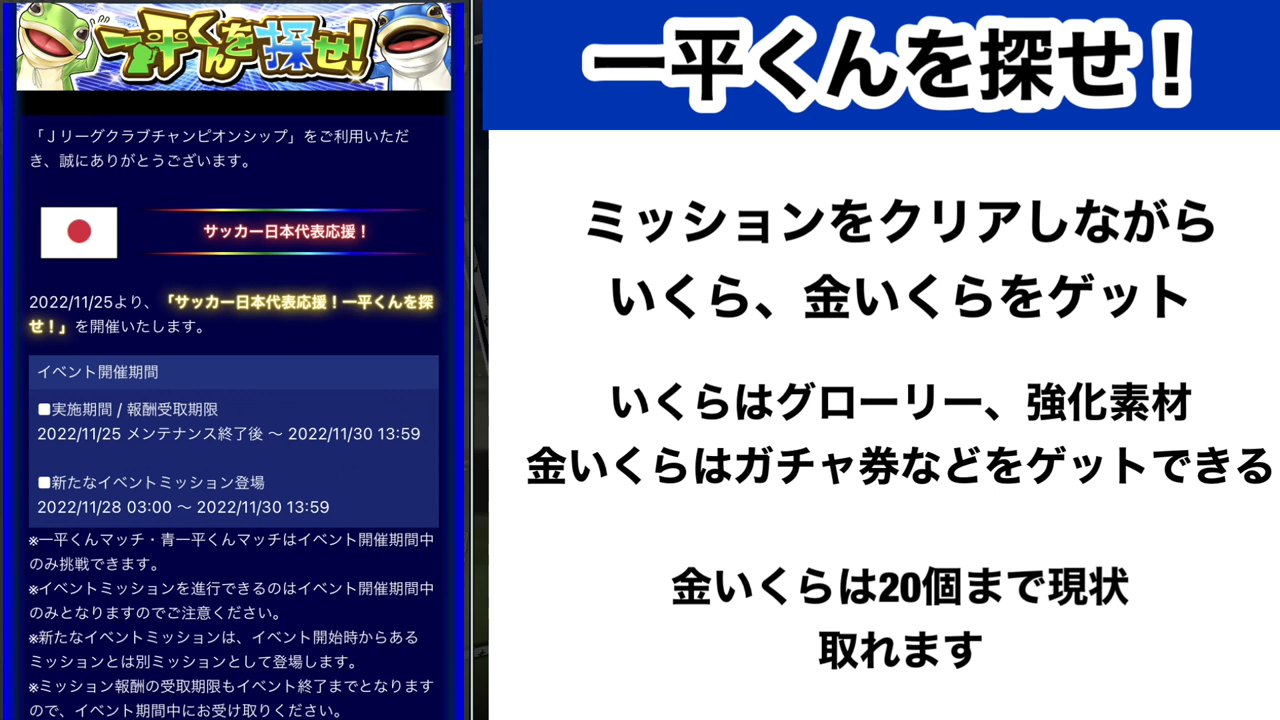 一平くんを探せ!
「Jリーグクラブチャンピオンシップ」をご利用いただ
き、誠にありがとうございます。
サッカー日本代表応援！
2022/11/25より、「サッカー日本代表応援！一平くんを探
せ！」を開催いたします。
イベント開催期間
■実施期間 / 報酬受取期限
2022/11/25 メンテナンス終了後 〜 2022/11/30 13:59
■新たなイベントミッション登場
2022/11/28 03:00 〜 2022/11/30 13:59
※一平くんマッチ・青一平くんマッチはイベント開催期間中
のみ挑戦できます。
※イベントミッションを進行できるのはイベント開催期間中
のみとなりますのでご注意ください。
※新たなイベントミッションは、イベント開始時からある
ミッションとは別ミッションとして登場します。
※ミッション報酬の受取期限もイベント終了までとなります
ので、イベント期間中にお受け取りください。
一平くんを探せ！
ミッションをクリアしながら
いくら、金いくらをゲット
いくらはグローリー、強化素材
金いくらはガチャ券などをゲットできる
金いくらは20個まで現状
取れます